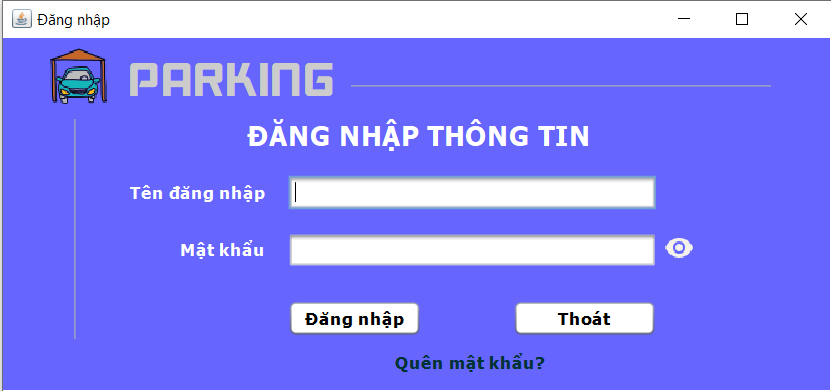 Đăng nhập
PARKING
ĐĂNG NHẬP THÔNG TIN
Tên đăng nhập
Mật khẩu
Đăng nhập Thoát
Quên mật khẩu?